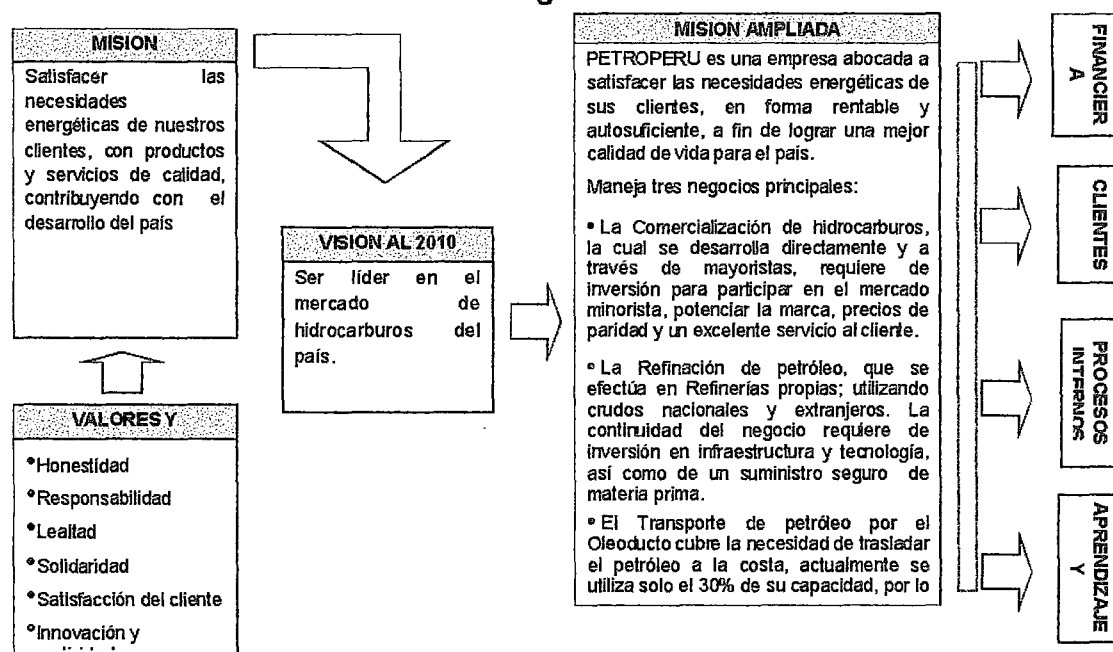 MISION
Satisfacer las
necesidades
energéticas de nuestros
clientes, con productos
y servicios de calidad,
contribuyendo con el
desarrollo del país
VALORES Y
•Honestidad
•Responsabilidad
•Lealtad
•Solidaridad
•Satisfacción del cliente
•Innovación y
VISION AL 2010
Ser líder en el
mercado de
hidrocarburos del
país.
MISION AMPLIADA
PETROPERU es una empresa abocada a
satisfacer las necesidades energéticas de
sus clientes, en forma rentable y
autosuficiente, a fin de lograr una mejor
calidad de vida para el país.
Maneja tres negocios principales:
• La Comercialización de hidrocarburos,
la cual se desarrolla directamente y a
través de mayoristas, requiere de
inversión para participar en el mercado
minorista, potenciar la marca, precios de
paridad y un excelente servicio al cliente.
• La Refinación de petróleo, que se
efectúa en Refinerías propias; utilizando
crudos nacionales y extranjeros. La
continuidad del negocio requiere de
inversión en infraestructura y tecnología,
así como de un suministro seguro de
materia prima.
• El Transporte de petróleo por el
Oleoducto cubre la necesidad de trasladar
el petróleo a la costa, actualmente se
utiliza solo el 30% de su capacidad, por lo
FINANCIER
A
CLIENTES
PROCESOS
INTERNOS
APRENDIZAJE
Y